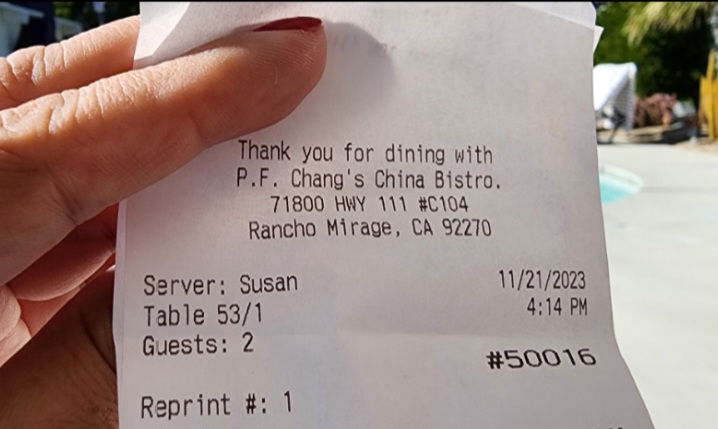 Thank you for dining with
P.F. Chang's China Bistro.
71800 HWY 111 #C104
Rancho Mirage, CA 92270
Server: Susan 11/21/2023
Table 53/1 4:14 PM
Guests: 2
#50016
Reprint #: 1